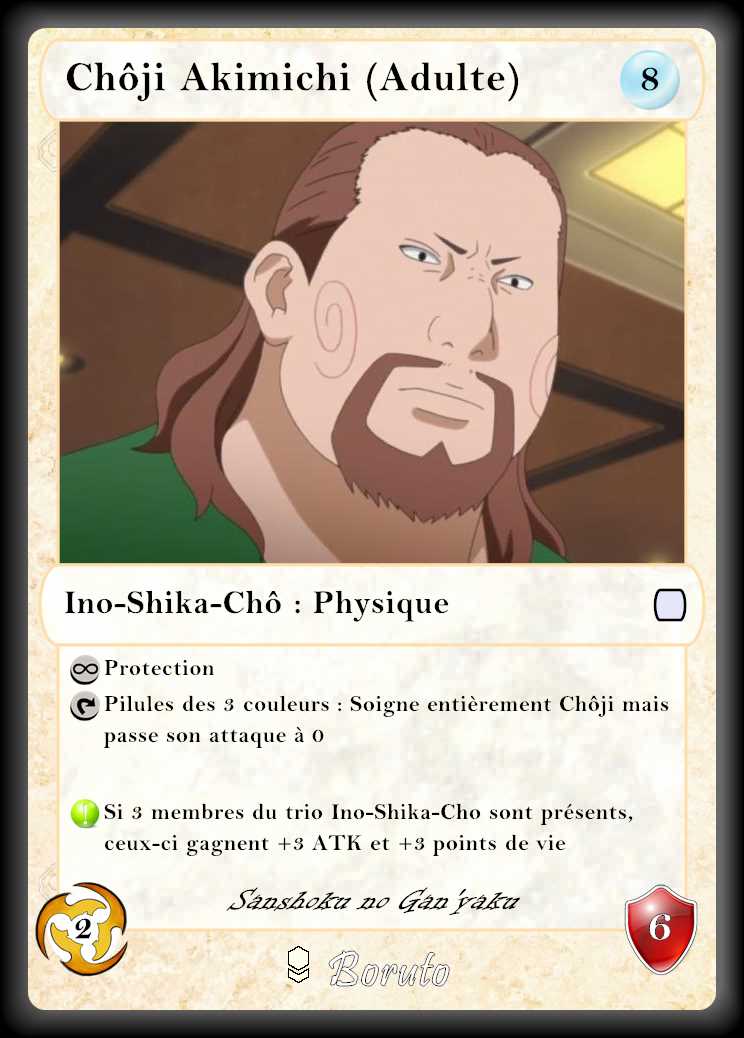 Chôji Akimichi (Adulte)
8
Ino-Shika-Chô : Physique
Protection
Pilules des 3 couleurs : Soigne entièrement Chôji mais
passe son attaque à 0
Si 3 membres du trio Ino-Shika-Cho sont présents,
ceux-ci gagnent +3 ATK et +3 points de vie
Sanshoku no Gan'yaku
2
6
Boruto